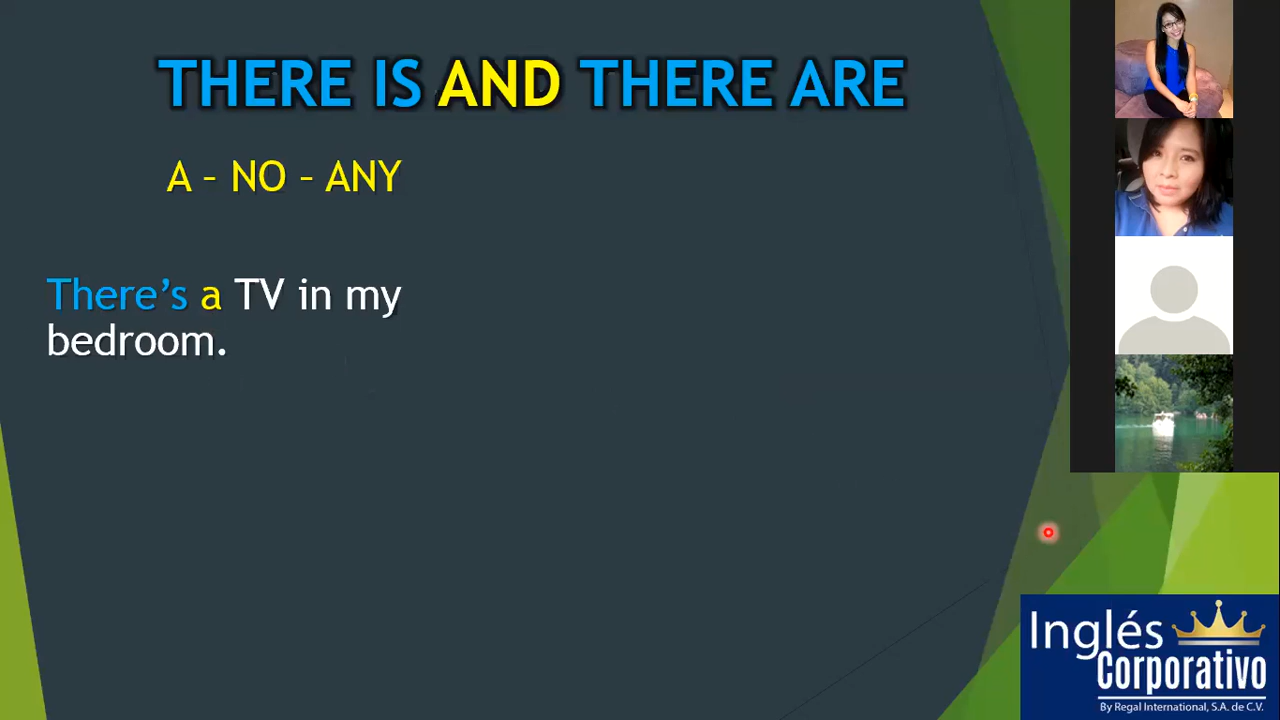 THERE IS AND THERE ARE
A – NO – ANY
There’s a TV in my
bedroom.
Inglés
Corporativo
By Regal International, S.A. de C.V.